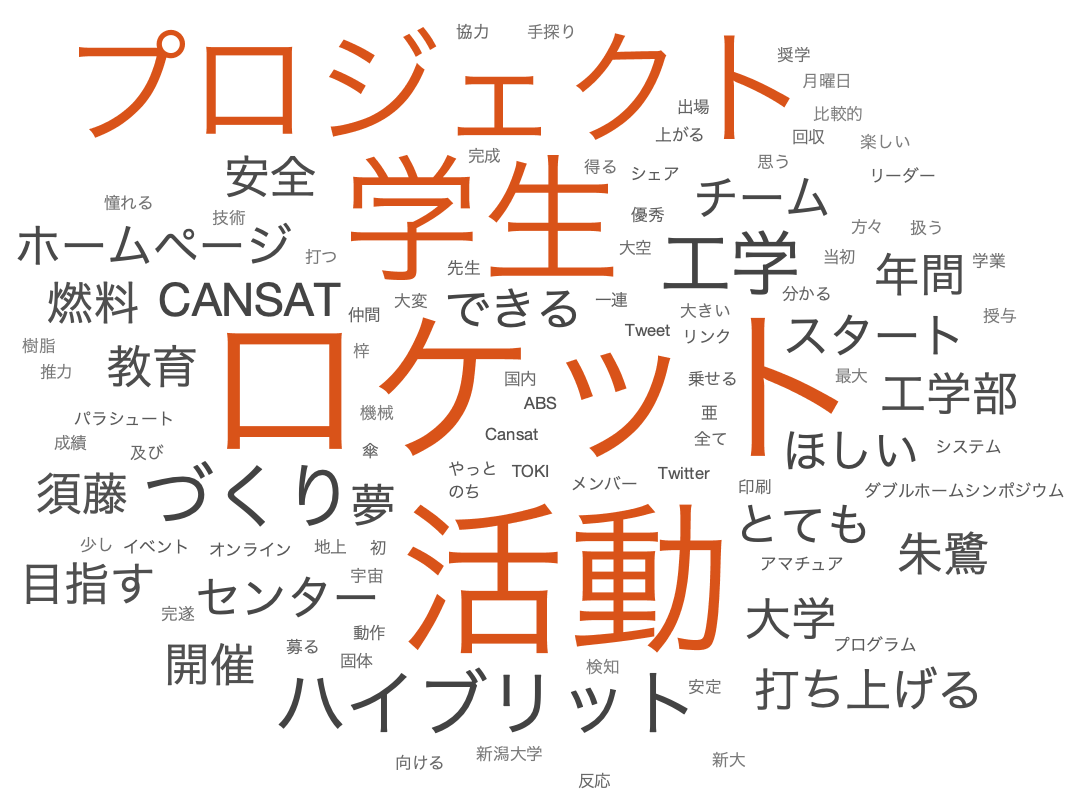 協力
手探り
プロジェクト
奨学
月曜日
出場
比較的
上がる
回収
楽しい
完成
学生
得る
シェア
思う
リーダー
安全
憧れる
技術
優秀
チーム
ホームページ
打つ
先生
大空
工学
方々
扱う
当初
年間
学業
燃料
CANSAT
仲間
大変
できる
一連
大きい
分かる
授与
樹脂
推力
教育
ロケット
梓
Tweet
リンク
スタート
国内
乗せる
最大
ABS
機械
亜
工学部
パラシュート
成績
及び
傘
Cansat
全て
ほしい
システム
須藤
づくり
夢
やっと
のち
TOKI
メンバー
Twitter
印刷
ダブルホームシンポジウム
とても
少し
イベント
オンライン
地上
初
活動
朱鷺
アマチュア
目指す
センター
宇宙
完遂
大学
動作
プログラム
開催
募る
固体
検知
ハイブリット
安定
打ち上げる
向ける
新潟大学
新大
反応